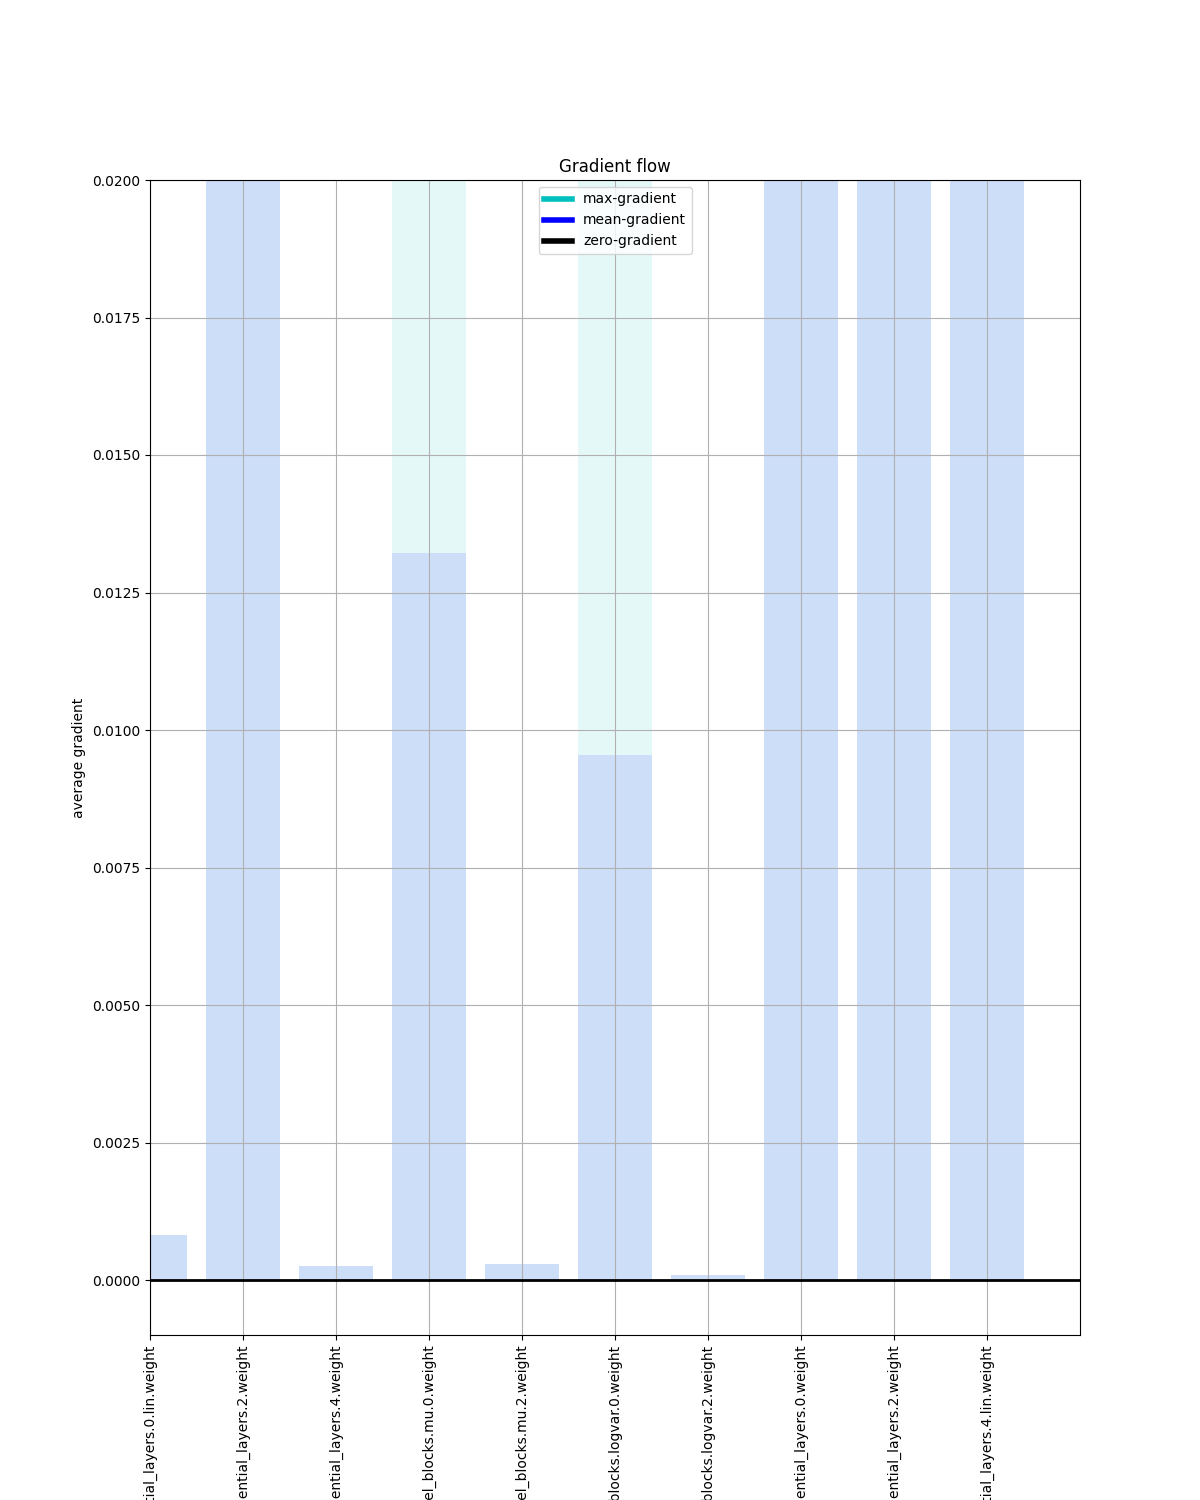 Gradient flow
max-gradient
mean-gradient
zero-gradient
0.0200
0.0175
0.0150
0.0125
0.0100
0.0075
0.0050
0.0025
0.0000
average gradient
tial_layers.0.lin.weight
ential_layers.2.weight
ential_layers.4.weight
el_blocks.mu.0.weight
el_blocks.mu.2.weight
blocks.logvar.0.weight
blocks.logvar.2.weight
ential_layers.0.weight
ential_layers.2.weight
tial_layers.4.lin.weight